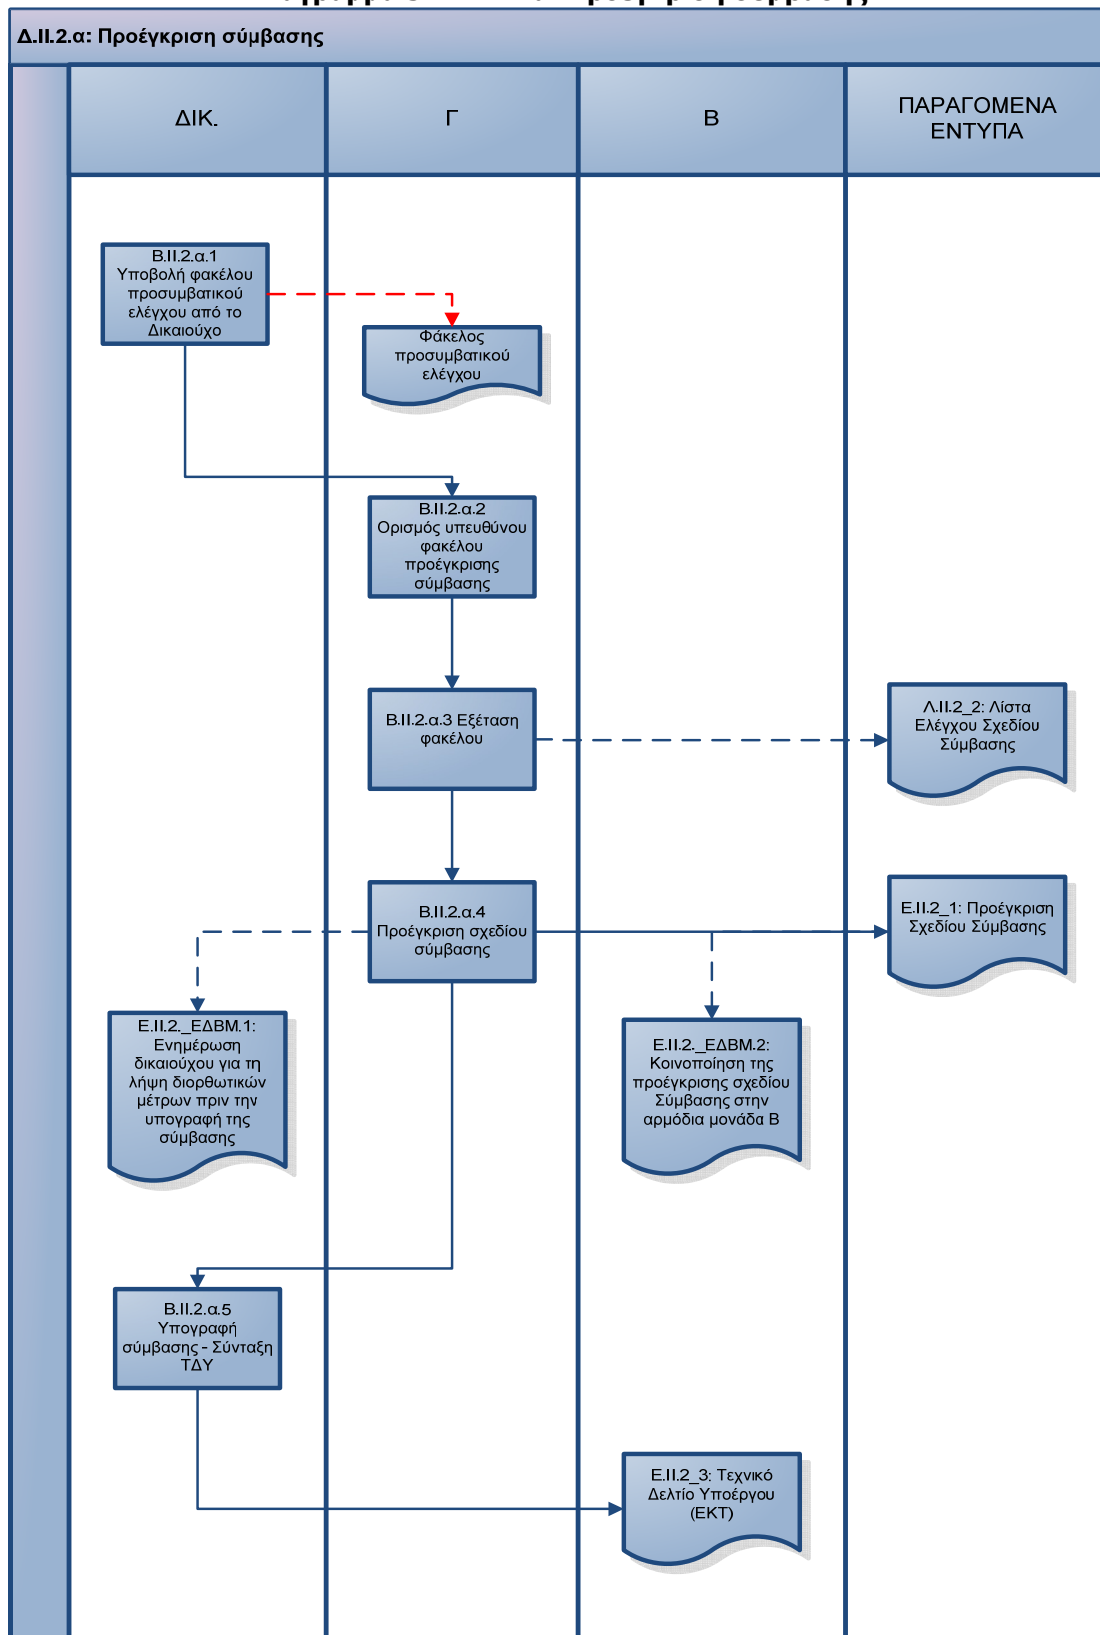 Δ.ΙΙ.2.α: Προέγκριση σύμβασης
ΔΙΚ.
Γ
Β
ΠΑΡΑΓΟΜΕΝΑ
ΕΝΤΥΠΑ
Β.ΙΙ.2.α.1
Υποβολή φακέλου
προσυμβατικού
ελέγχου από το
Δικαιούχο
Φάκελος
προσυμβατικού
ελέγχου
Β.ΙΙ.2.α.2
Ορισμός υπευθύνου
φακέλου
προέγκρισης
σύμβασης
Β.ΙΙ.2.α.3 Εξέταση
φακέλου
Λ.ΙΙ.2_2: Λίστα
Ελέγχου Σχεδίου
Σύμβασης
Β.ΙΙ.2.α.4
Προέγκριση σχεδίου
σύμβασης
Ε.ΙΙ.2_1: Προέγκριση
Σχεδίου Σύμβασης
Ε.ΙΙ.2._ΕΔΒΜ.1:
Ενημέρωση
δικαιούχου για τη
λήψη διορθωτικών
μέτρων πριν την
υπογραφή της
σύμβασης
Ε.ΙΙ.2._ΕΔΒΜ.2:
Κοινοποίηση της
προέγκρισης σχεδίου
Σύμβασης στην
αρμόδια μονάδα Β
Β.ΙΙ.2.α.5
Υπογραφή
σύμβασης - Σύνταξη
ΤΔΥ
Ε.ΙΙ.2_3: Τεχνικό
Δελτίο Υποέργου
(ΕΚΤ)